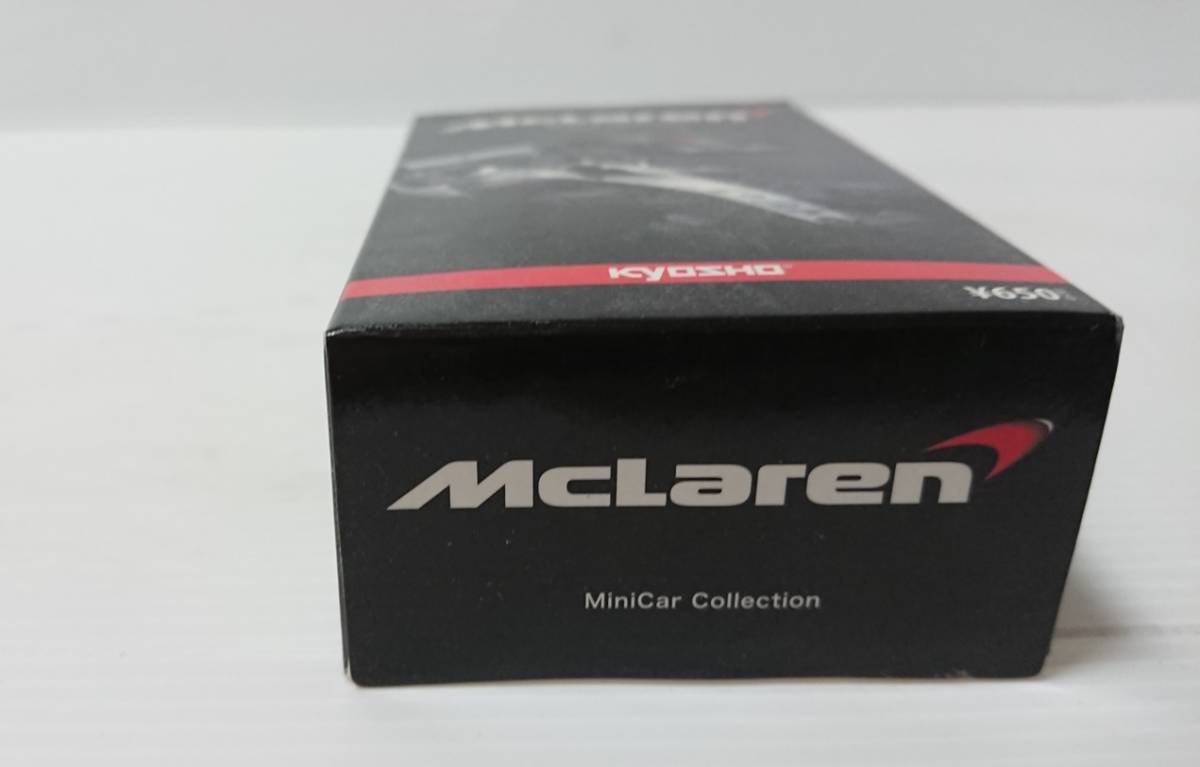 McLaren
KYOSHO
¥650
McLaren
MiniCar Collection